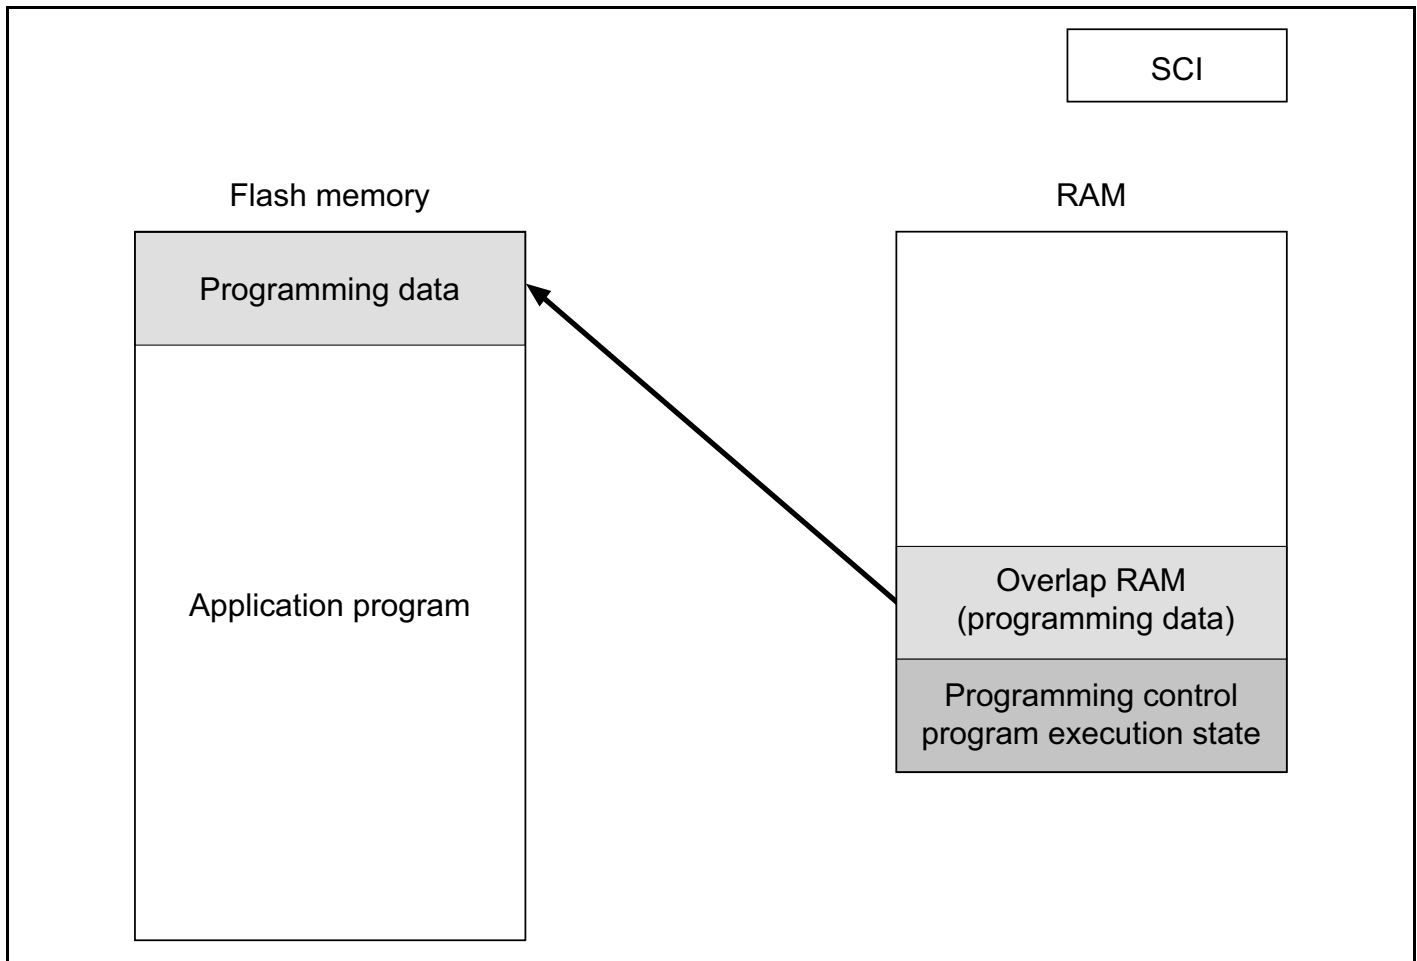 SCI
Flash memory
RAM
Programming data
Application program
Overlap RAM
(programming data)
Programming control
program execution state